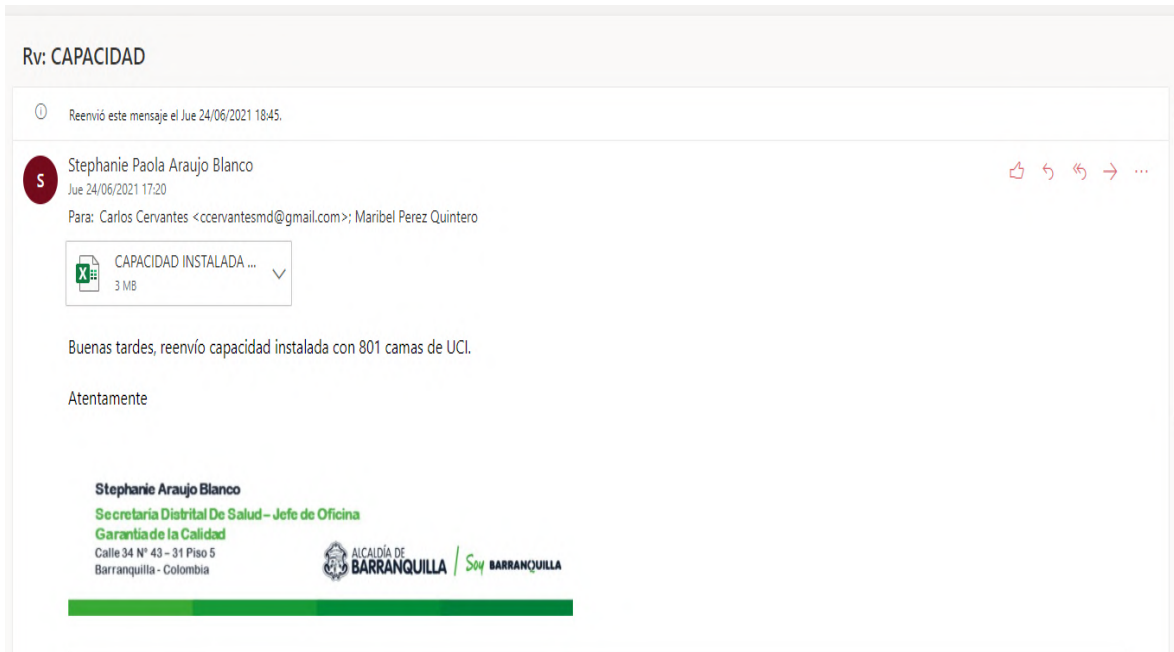 Rv: CAPACIDAD
Reenvió este mensaje el Jue 24/06/2021 18:45.
S
Stephanie Paola Araujo Blanco
Jue 24/06/2021 17:20
Para: Carlos Cervantes <ccervantesmd@gmail.com>; Maribel Perez Quintero
CAPACIDAD INSTALADA ...
3 MB
Buenas tardes, reenvío capacidad instalada con 801 camas de UCI.
Atentamente
Stephanie Araujo Blanco
Secretaría Distrital De Salud – Jefe de Oficina
Garantía de la Calidad
Calle 34 N° 43 – 31 Piso 5
Barranquilla - Colombia
ALCALDÍA DE
BARRANQUILLA
Soy BARRANQUILLA